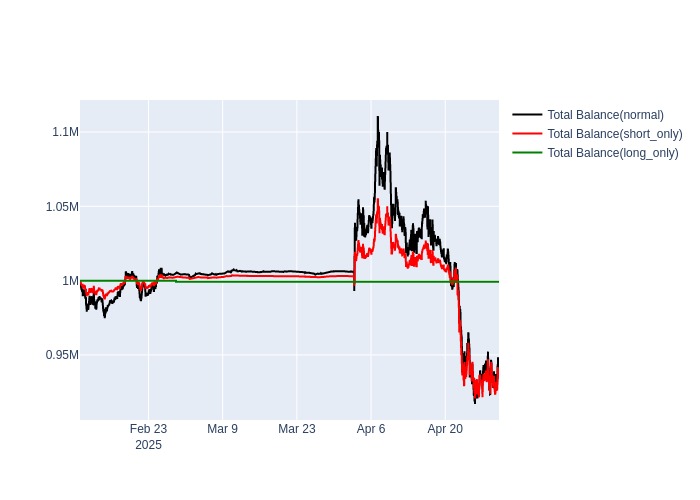 1.1M
1.05M
1M
0.95M
Feb 23
2025
Mar 9
Mar 23
Apr 6
Apr 20
Total Balance(normal)
Total Balance(short_only)
Total Balance(long_only)